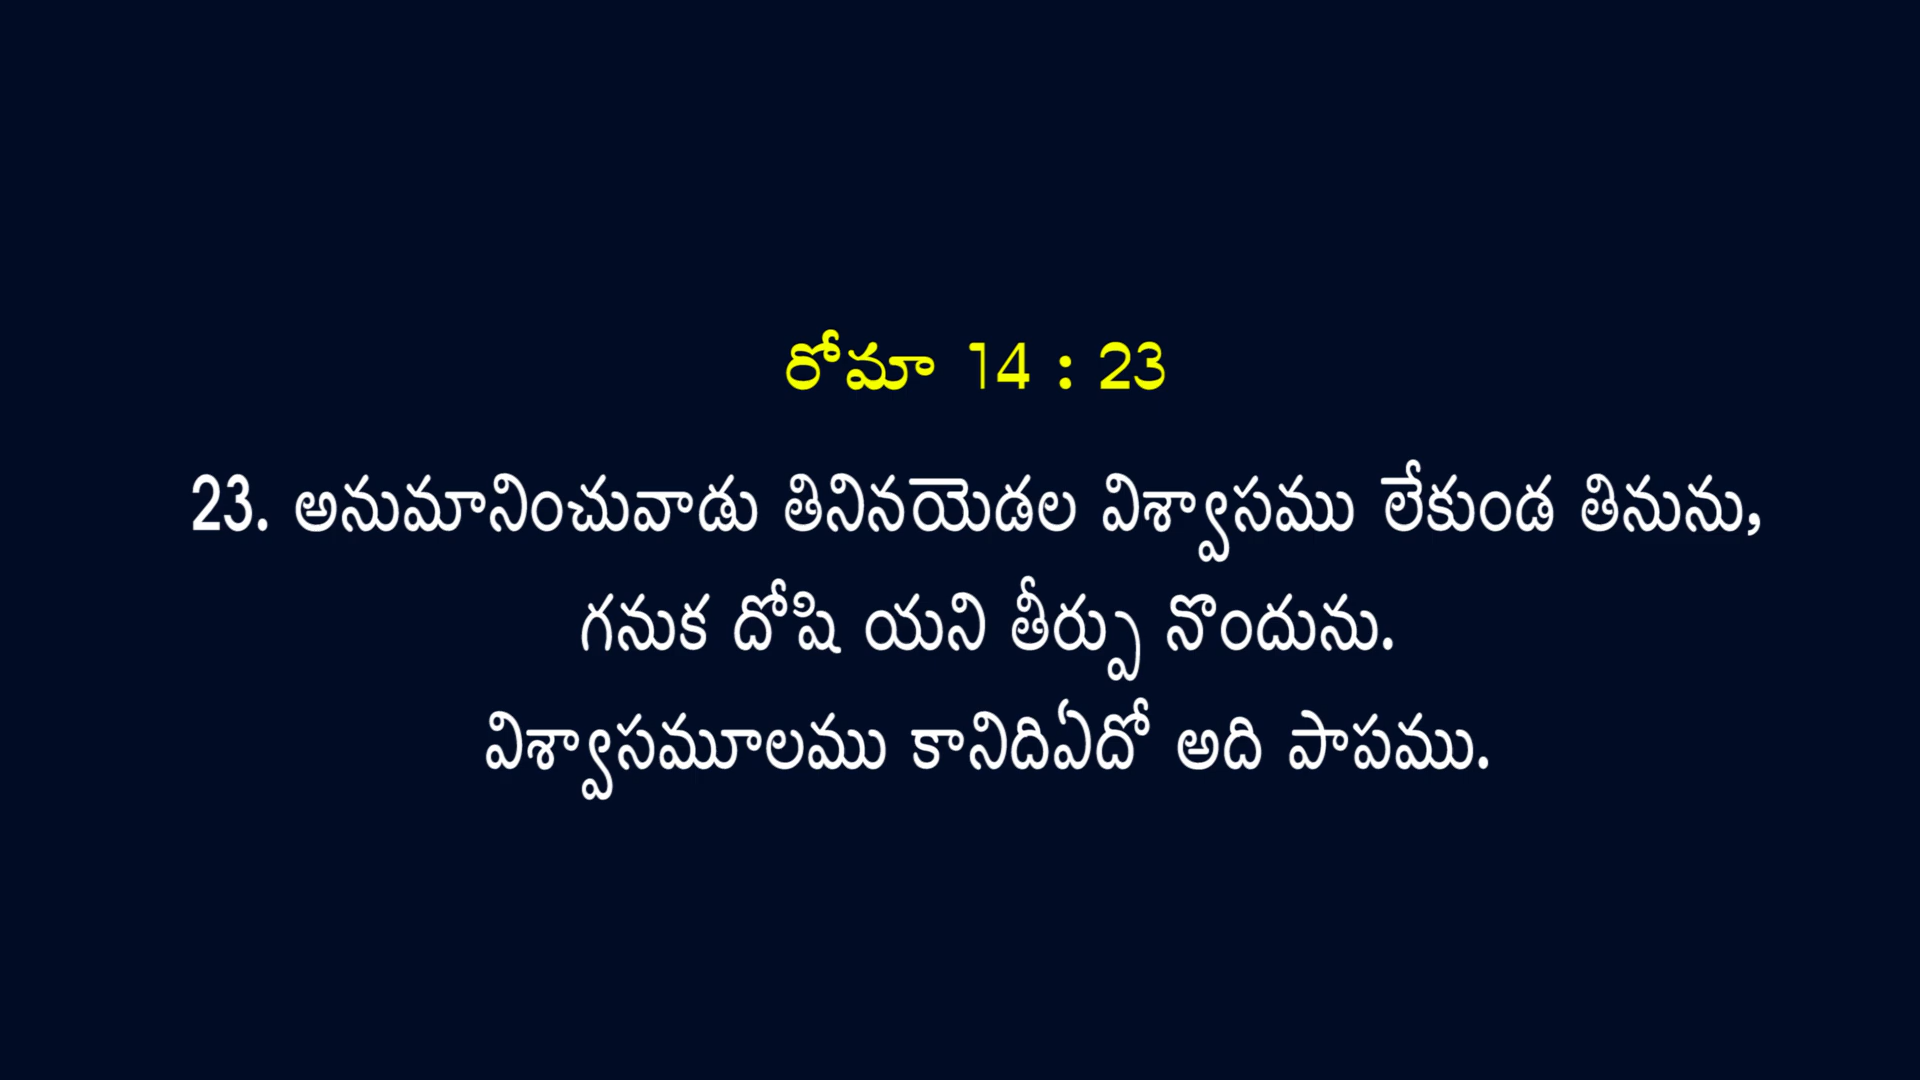 రోమా 14 : 23
23. అనుమానించువాడు తినినయెడల విశ్వాసము లేకుండ తినును,
గనుక దోషి యని తీర్పు నొందును.
విశ్వాసమూలము కానిదిఏదో అది పాపము.